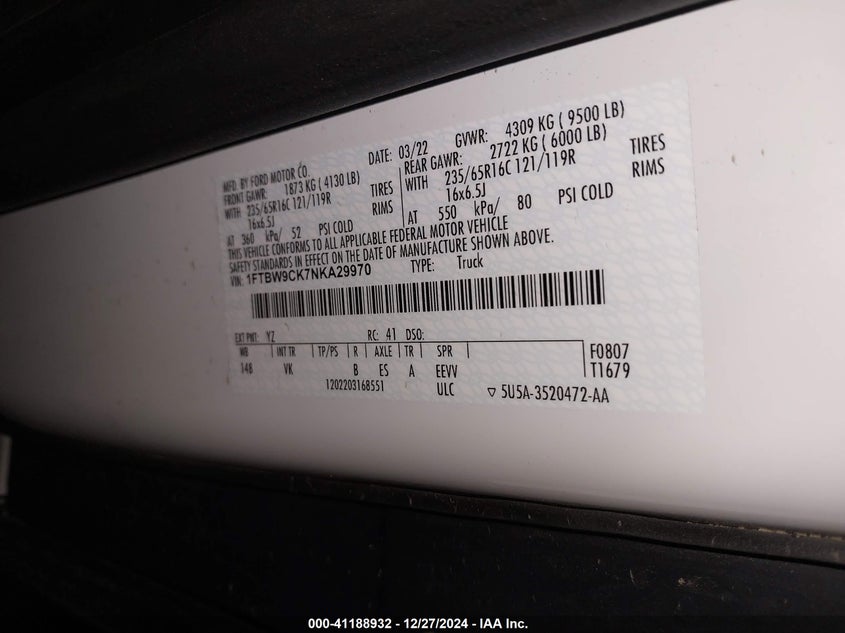 MFD. BY FORD MOTOR CO. DATE: 03/22 GVWR: 4309 KG ( 9500 LB)
FRONT GAWR: 1873 KG ( 4130 LB) REAR GAWR: 2722 KG ( 6000 LB)
WITH 235/65R16C 121/119R TIRES WITH 235/65R16C 121/119R TIRES
16x6.5J RIMS 16x6.5J RIMS
AT 360 kPa/ 52 PSI COLD AT 550 kPa/ 80 PSI COLD
THIS VEHICLE CONFORMS TO ALL APPLICABLE FEDERAL MOTOR VEHICLE
SAFETY STANDARDS IN EFFECT ON THE DATE OF MANUFACTURE SHOWN ABOVE.
VIN: 1FTBW9CK7NKA29970 TYPE: Truck
EXT PNT: YZ RC: 41 DSO:
WB INT TR TP/PS R AXLE TR SPR F0807
148 VK B ES A EEVV T1679
1202203168551 ULC ▽ 5U5A-3520472-AA
000-41188932 - 12/27/2024 - IAA Inc.